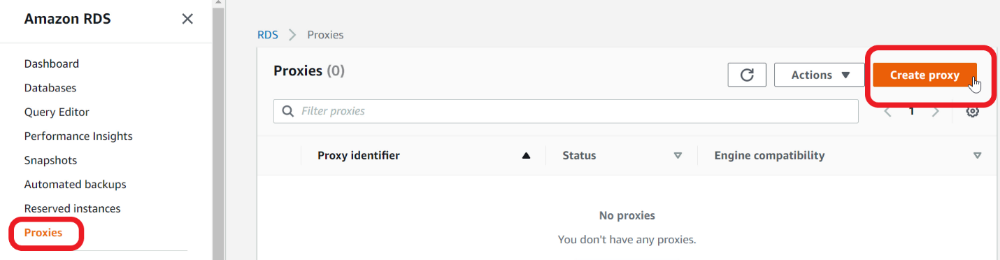 Amazon RDS
Dashboard
Databases
Query Editor
Performance Insights
Snapshots
Automated backups
Reserved instances
Proxies
RDS > Proxies
Proxies (0)
Actions
Create proxy
Filter proxies
1
Proxy identifier
Status
Engine compatibility
No proxies
You don't have any proxies.